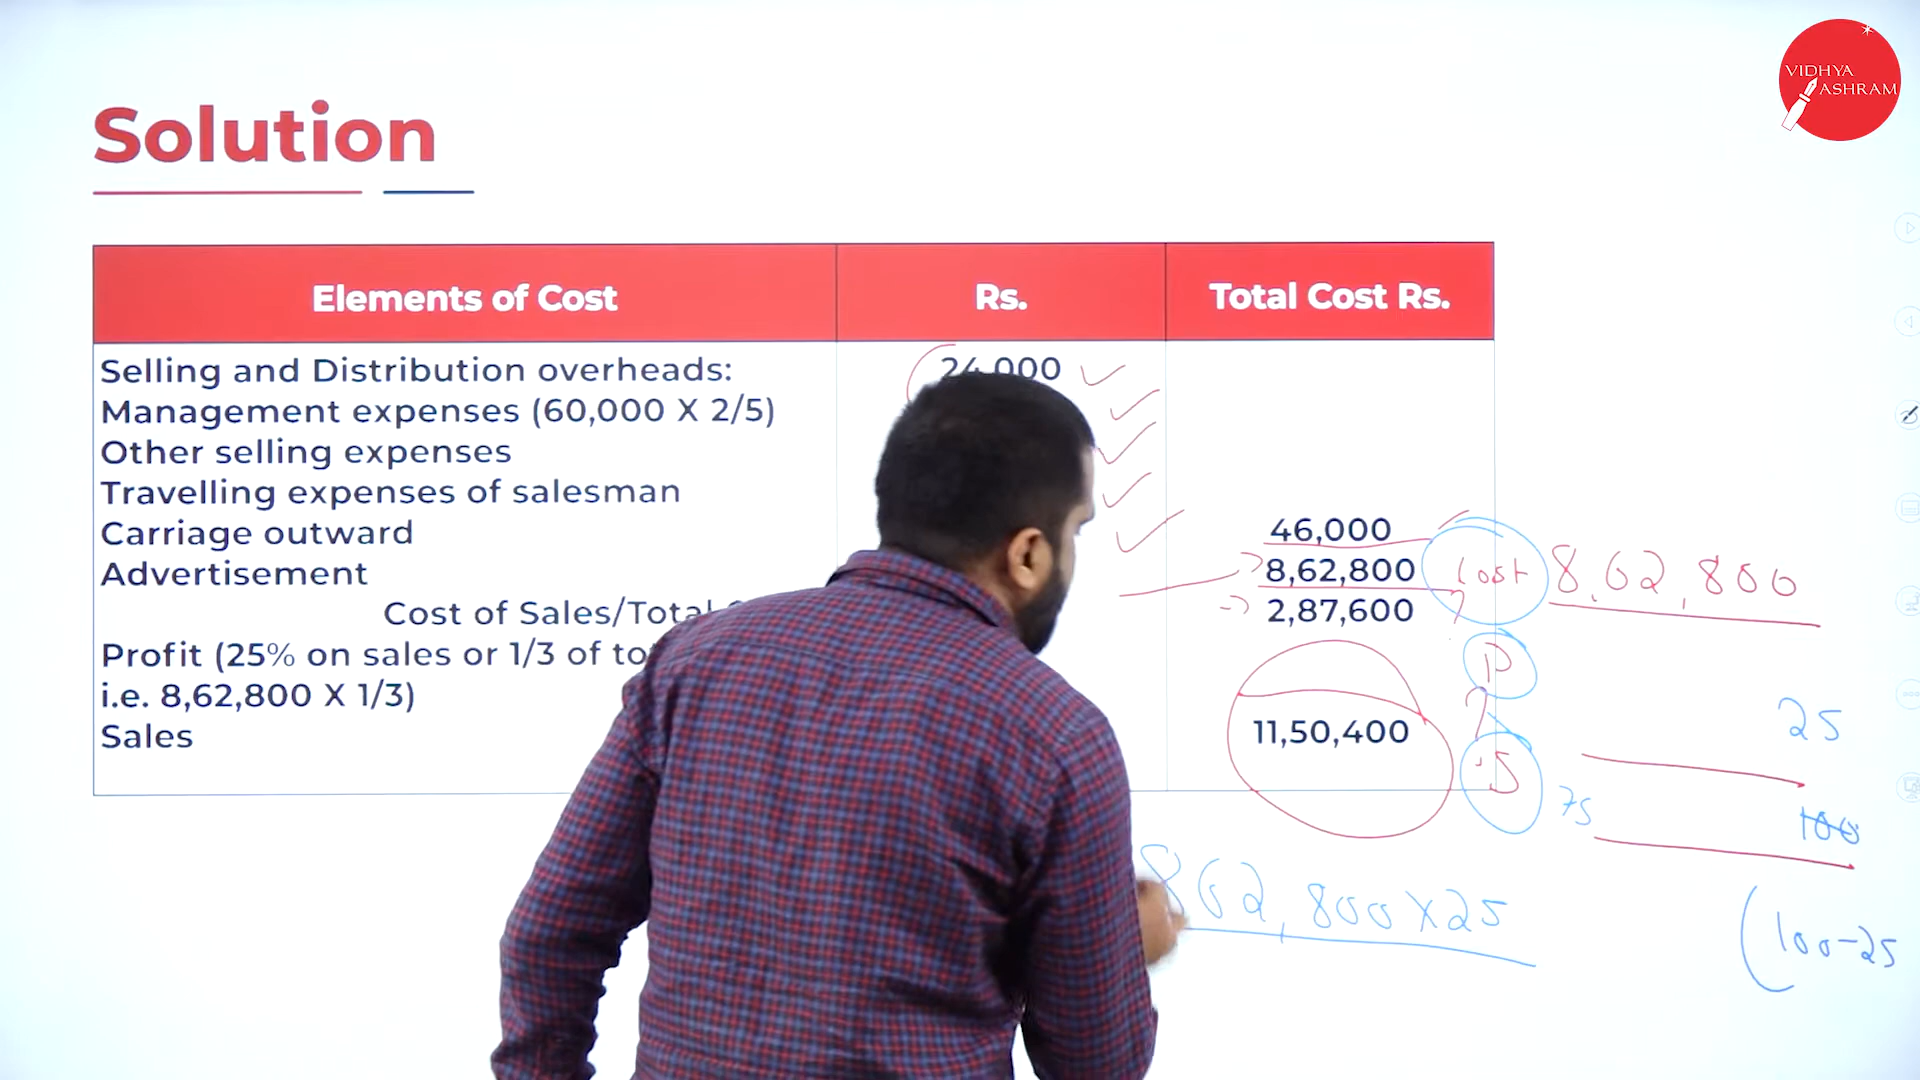 VIDHYA
ASHRAM
Solution
Elements of Cost Rs. Total Cost Rs.
Selling and Distribution overheads: 24,000
Management expenses (60,000 X 2/5)
Other selling expenses
Travelling expenses of salesman
Carriage outward 46,000
Advertisement 8,62,800 Cost 8,62,800
Cost of Sales/Total 2,87,600 ?
Profit (25% on sales or 1/3 of P
i.e. 8,62,800 X 1/3) ? 25
Sales 11,50,400
S 75 100
862,800 X 25
(100-25